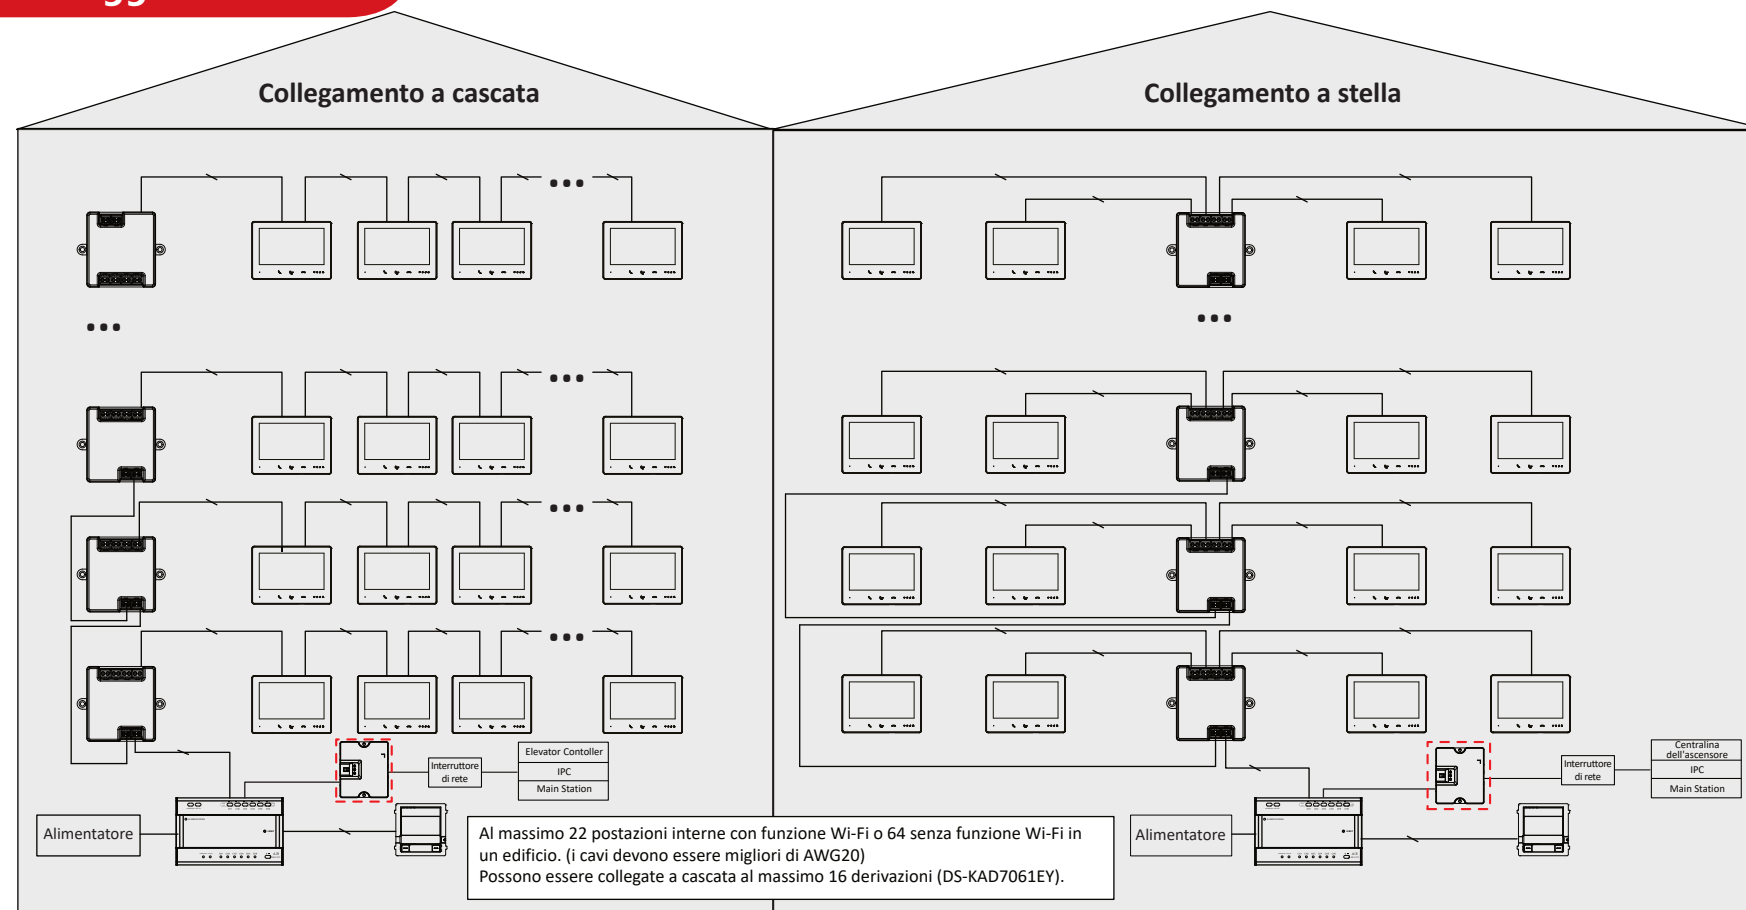 Collegamento a cascata
Collegamento a stella
Elevator Contoller
IPC
Main Station
Interruttore
di rete
Alimentatore
Al massimo 22 postazioni interne con funzione Wi-Fi o 64 senza funzione Wi-Fi in
un edificio. (i cavi devono essere migliori di AWG20)
Possono essere collegate a cascata al massimo 16 derivazioni (DS-KAD7061EY).
Centralina
dell'ascensore
IPC
Main Station
Interruttore
di rete
Alimentatore